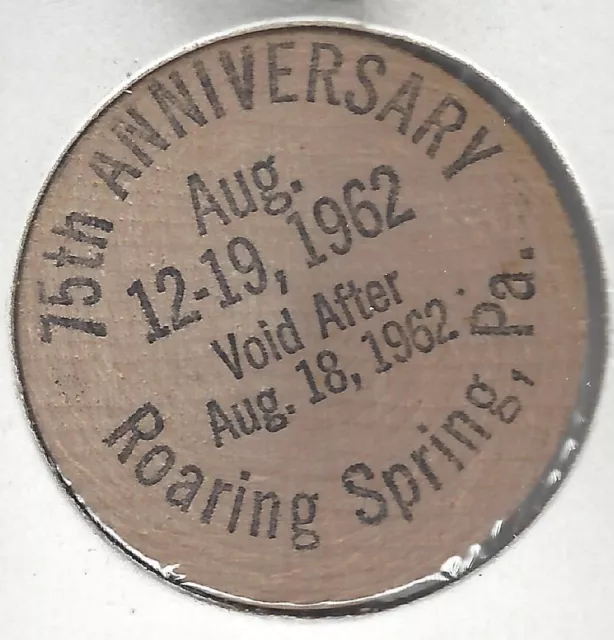 75th ANNIVERSARY
Aug.
12-19, 1962
Void After
Aug. 18, 1962
Roaring Spring, Pa.